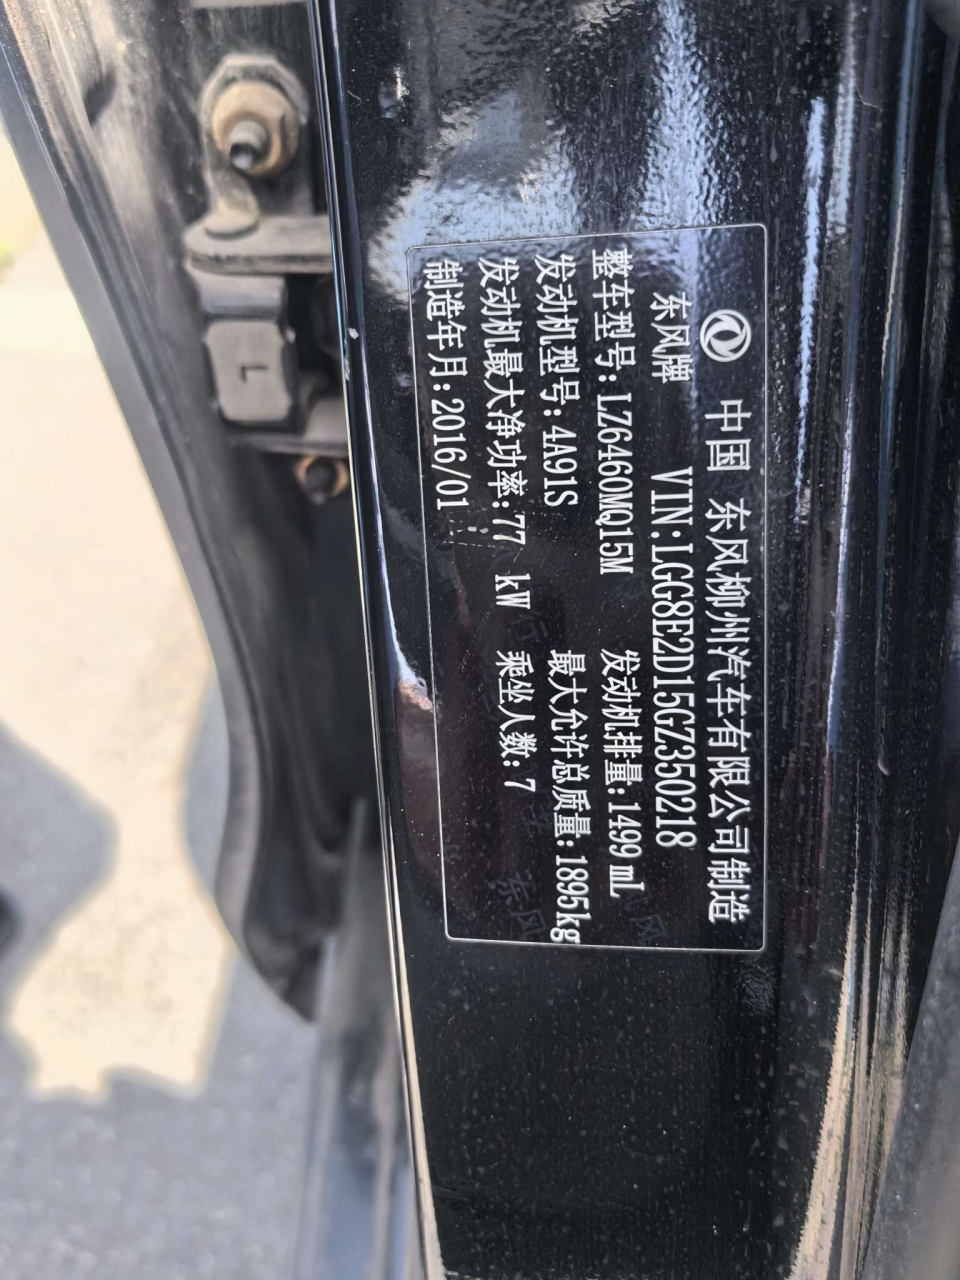 中国 东风柳州汽车有限公司制造
东风牌 VIN:LGG8E2D15GZ350218
整车型号:LZ6460MQ15M 发动机排量:1499 mL
发动机型号:4A91S 最大允许总质量:1895kg
发动机最大净功率:77 kW 乘坐人数:7
制造年月:2016/01
L